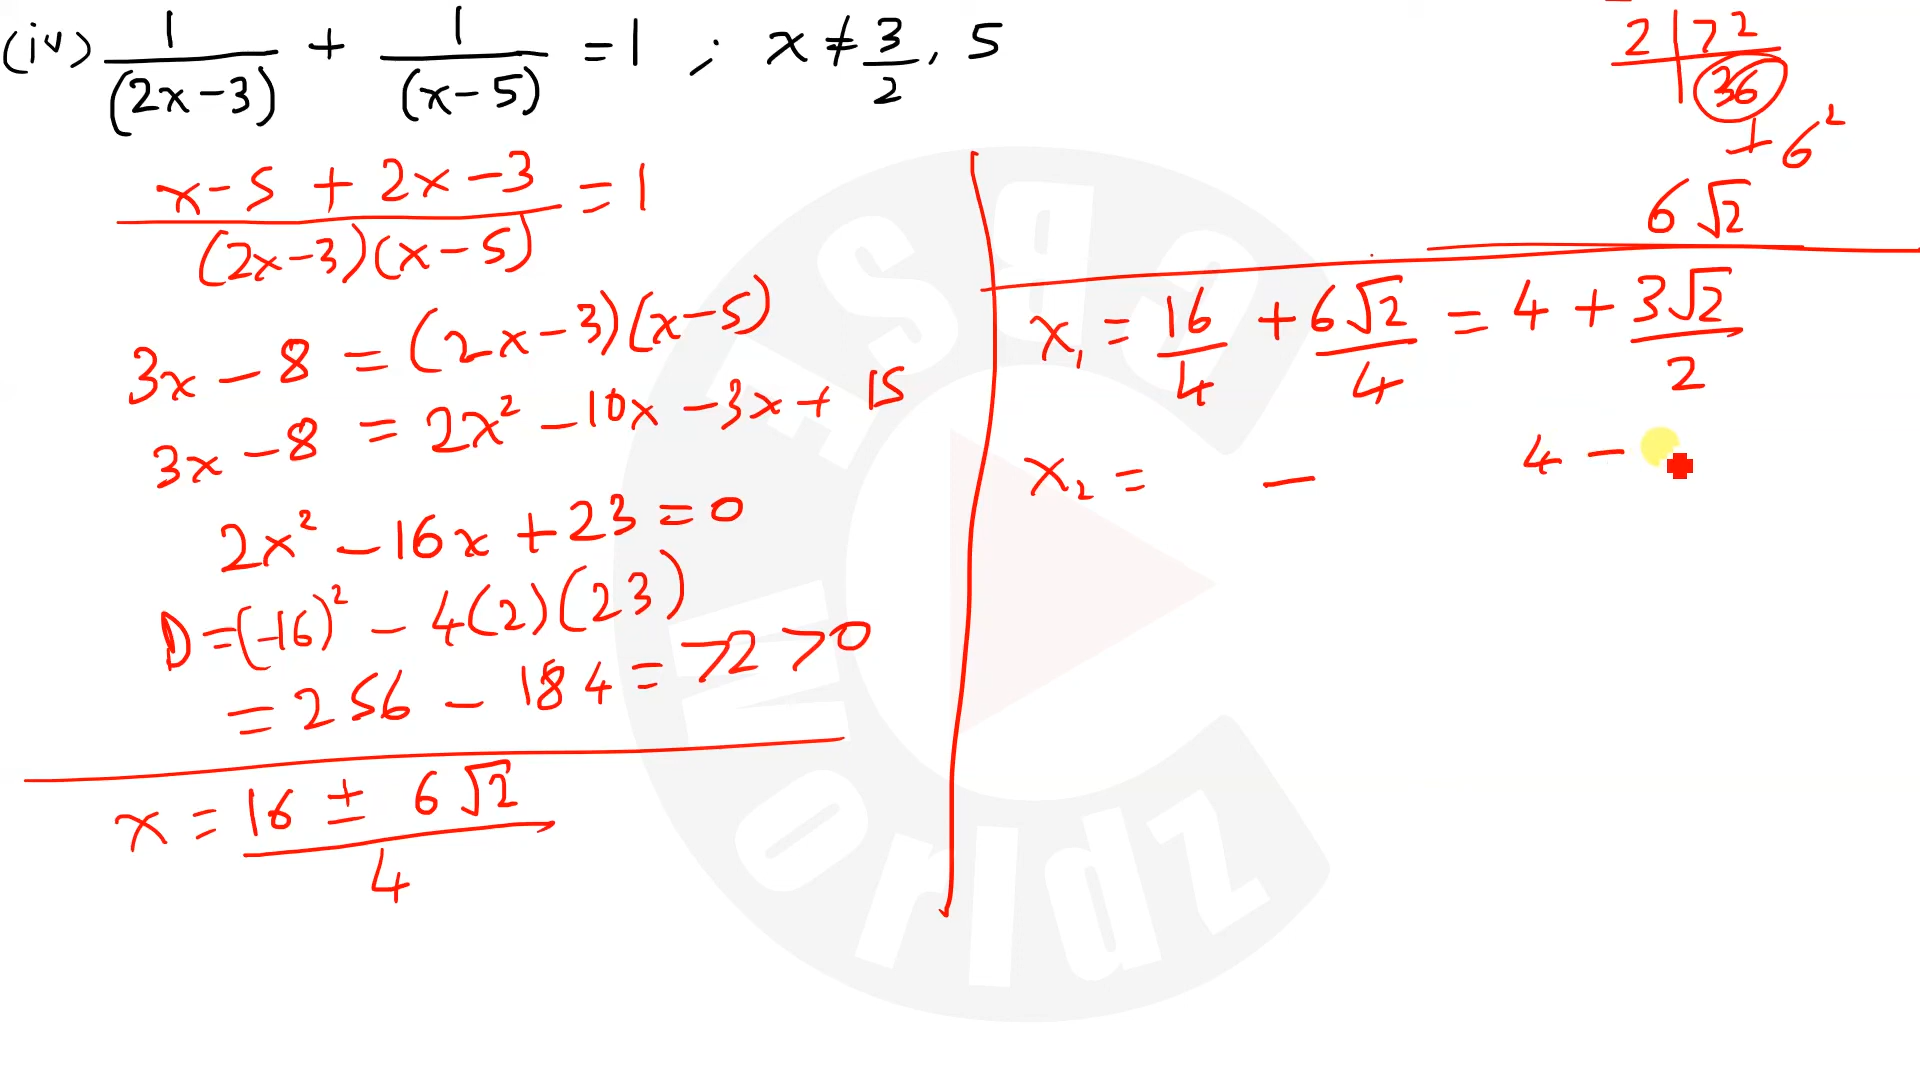 (iv) 1/(2x-3) + 1/(x-5) = 1 ; x ≠ 3/2, 5
(x-5 + 2x-3)/((2x-3)(x-5)) = 1
3x - 8 = (2x-3)(x-5)
3x - 8 = 2x² - 10x - 3x + 15
2x² - 16x + 23 = 0
D = (-16)² - 4(2)(23)
= 256 - 184 = 72 > 0
x = (16 ± 6√2)/4
2 | 72
36
6²
6√2
x₁ = 16/4 + 6√2/4 = 4 + 3√2/2
x₂ = - 4 -
Worldz